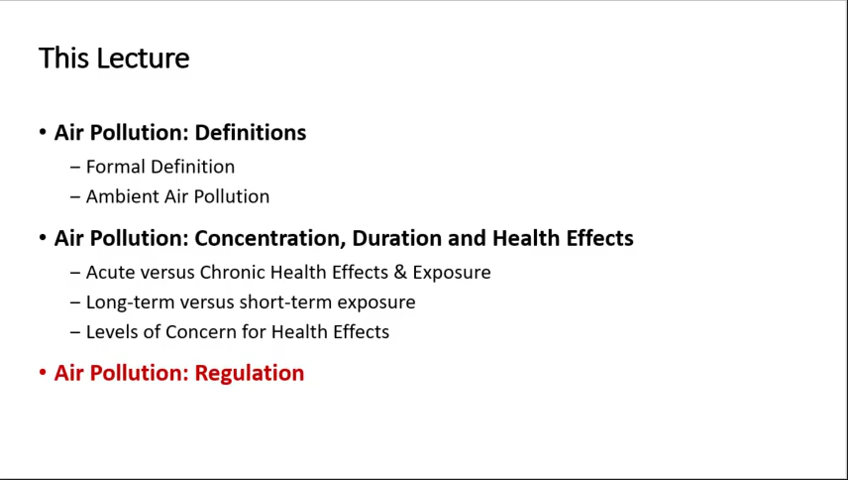 This Lecture
• Air Pollution: Definitions
– Formal Definition
– Ambient Air Pollution
• Air Pollution: Concentration, Duration and Health Effects
– Acute versus Chronic Health Effects & Exposure
– Long-term versus short-term exposure
– Levels of Concern for Health Effects
• Air Pollution: Regulation